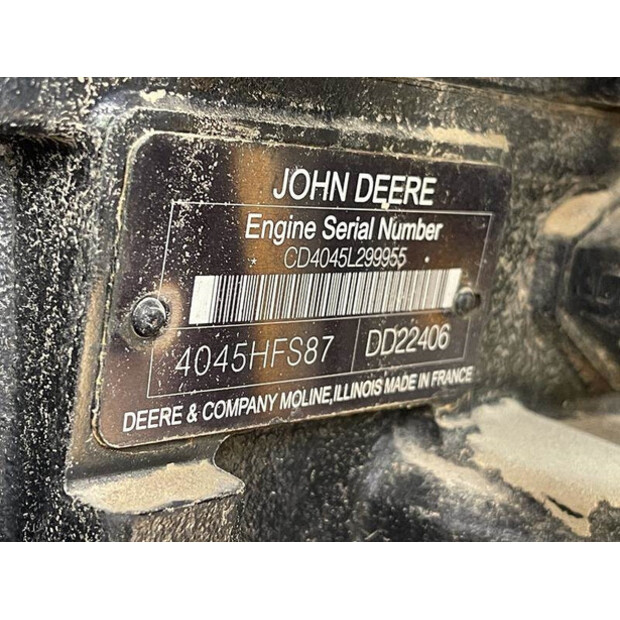 JOHN DEERE
Engine Serial Number
CD4045L299955
4045HFS87 DD22406
DEERE & COMPANY MOLINE,ILLINOIS MADE IN FRANCE